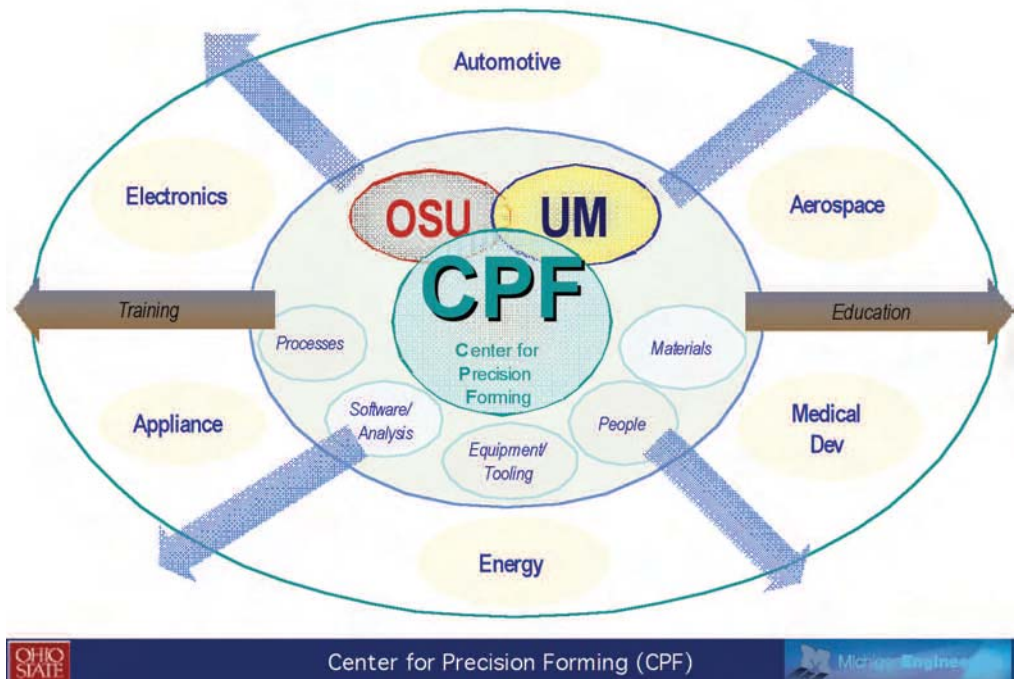 Automotive
Electronics
Aerospace
OSU
UM
CPF
Center for
Precision
Forming
Training
Education
Processes
Materials
Software/
Analysis
People
Equipment/
Tooling
Appliance
Medical
Dev
Energy
OHIO
STATE
Center for Precision Forming (CPF)
M